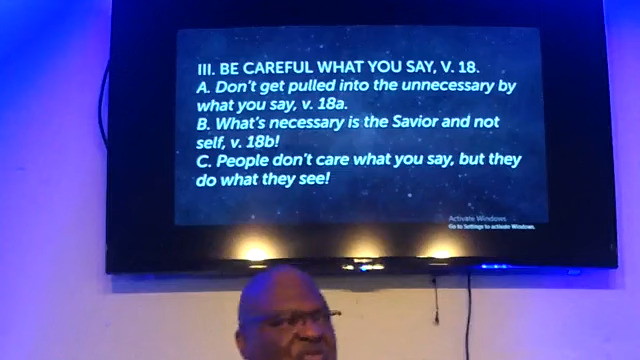 III. BE CAREFUL WHAT YOU SAY, V. 18.
A. Don't get pulled into the unnecessary by
what you say, v. 18a.
B. What's necessary is the Savior and not
self, v. 18b!
C. People don't care what you say, but they
do what they see!
Activate Windows
Go to Settings to activate Windows.